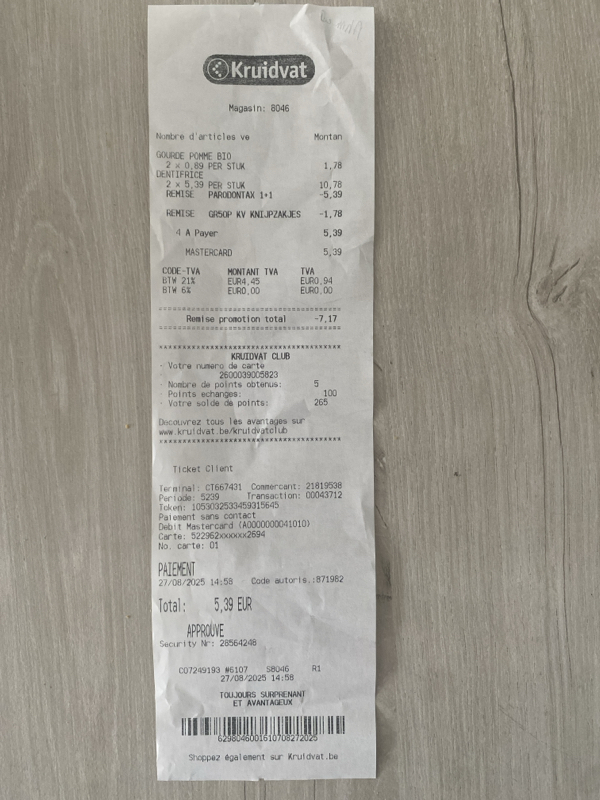 Kruidvat
Magasin: 8046
Nombre d'articles ve Montan
GOURDE POMME BIO
2 x 0,89 PER STUK 1,78
DENTIFRICE
2 x 5,39 PER STUK 10,78
REMISE PARODONTAX 1+1 -5,39
REMISE GR5OP KV KNIJPZAKJES -1,78
4 A Payer 5,39
MASTERCARD 5,39
CODE-TVA MONTANT TVA TVA
BTW 21% EUR4,45 EUR0,94
BTW 6% EUR0,00 EUR0,00
====================================
Remise promotion total -7,17
====================================
****************************************
KRUIDVAT CLUB
- Votre numero de carte
2600039005823
- Nombre de points obtenus: 5
- Points echanges: 100
- Votre solde de points: 265
Decouvrez tous les avantages sur
www.kruidvat.be/kruidvatclub
****************************************
Ticket Client
Terminal: CT667431 Commercant: 21819538
Periode: 5239 Transaction: 00043712
Token: 1053032533459315645
Paiement sans contact
Debit Mastercard (A0000000041010)
Carte: 522962xxxxxx2694
No. carte: 01
PAIEMENT
27/08/2025 14:58 Code autoris.:871982
Total: 5,39 EUR
APPROUVE
Security Nr: 28564248
C07249193 #6107 S8046 R1
27/08/2025 14:58
TOUJOURS SURPRENANT
ET AVANTAGEUX
6298046001610708272025
Shoppez également sur Kruidvat.be